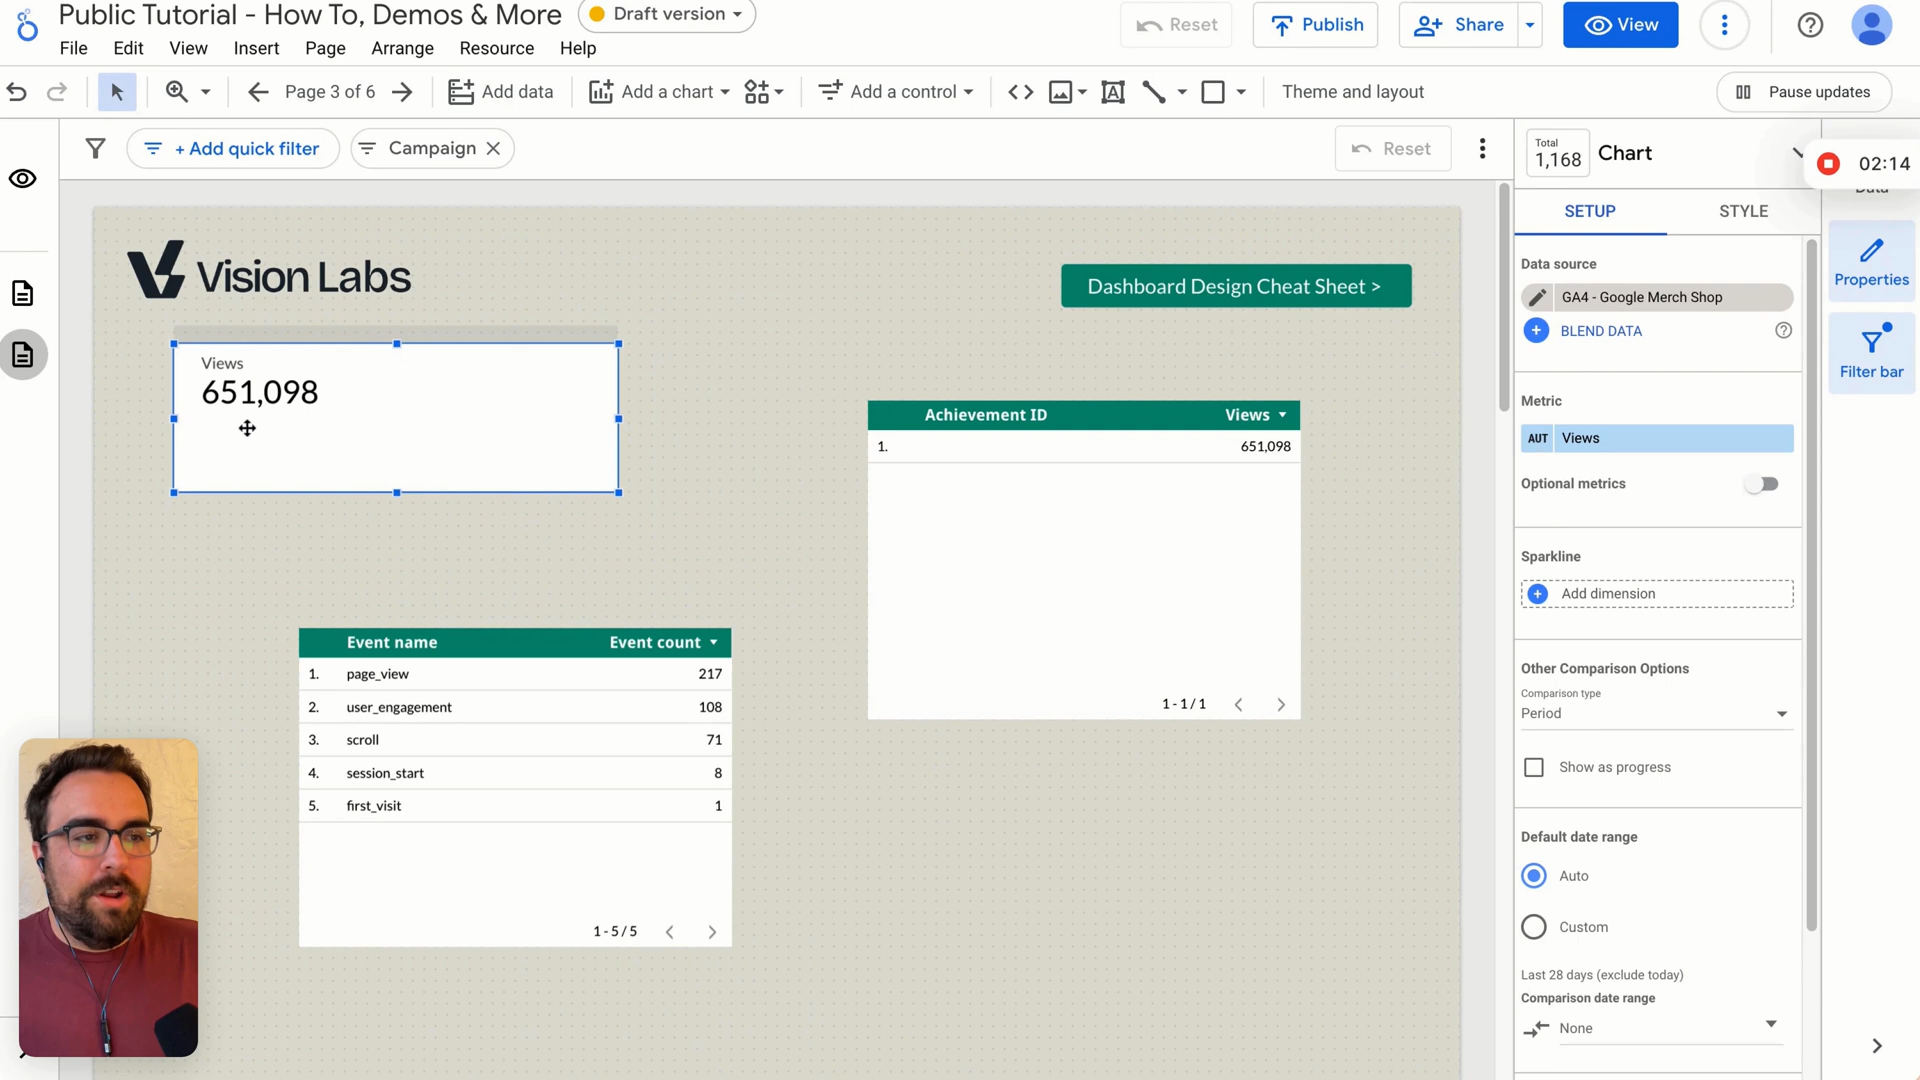 Public Tutorial - How To, Demos & More
Draft version
Reset
Publish
Share
View
File Edit View Insert Page Arrange Resource Help
Page 3 of 6
Add data
Add a chart
Add a control
Theme and layout
Pause updates
+ Add quick filter
Campaign
Reset
Total
1,168
Chart
02:14
SETUP
STYLE
Vision Labs
Dashboard Design Cheat Sheet >
Views
651,098
Achievement ID Views
1. 651,098
1 - 1 / 1
Event name Event count
1. page_view 217
2. user_engagement 108
3. scroll 71
4. session_start 8
5. first_visit 1
1 - 5 / 5
Data source
GA4 - Google Merch Shop
BLEND DATA
Metric
AUT Views
Optional metrics
Sparkline
Add dimension
Other Comparison Options
Comparison type
Period
Show as progress
Default date range
Auto
Custom
Last 28 days (exclude today)
Comparison date range
None
Data
Properties
Filter bar